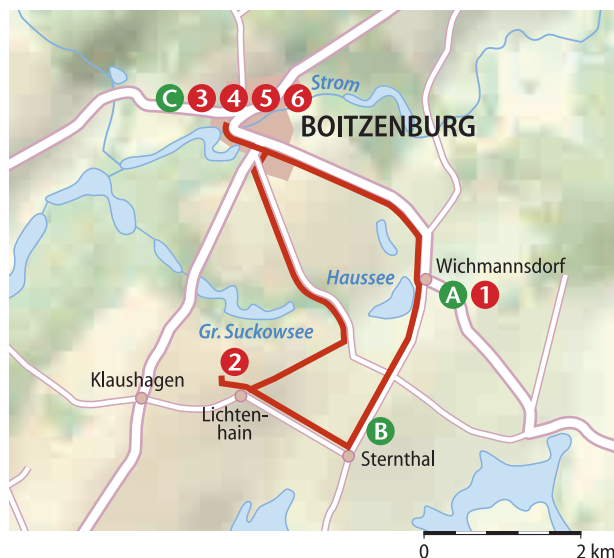 Strom
C 3 4 5 6
BOITZENBURG
Wichmannsdorf
Haussee
A 1
Gr. Suckowsee
2
Klaushagen
Lichten-
hain
B
Sternthal
0 2 km